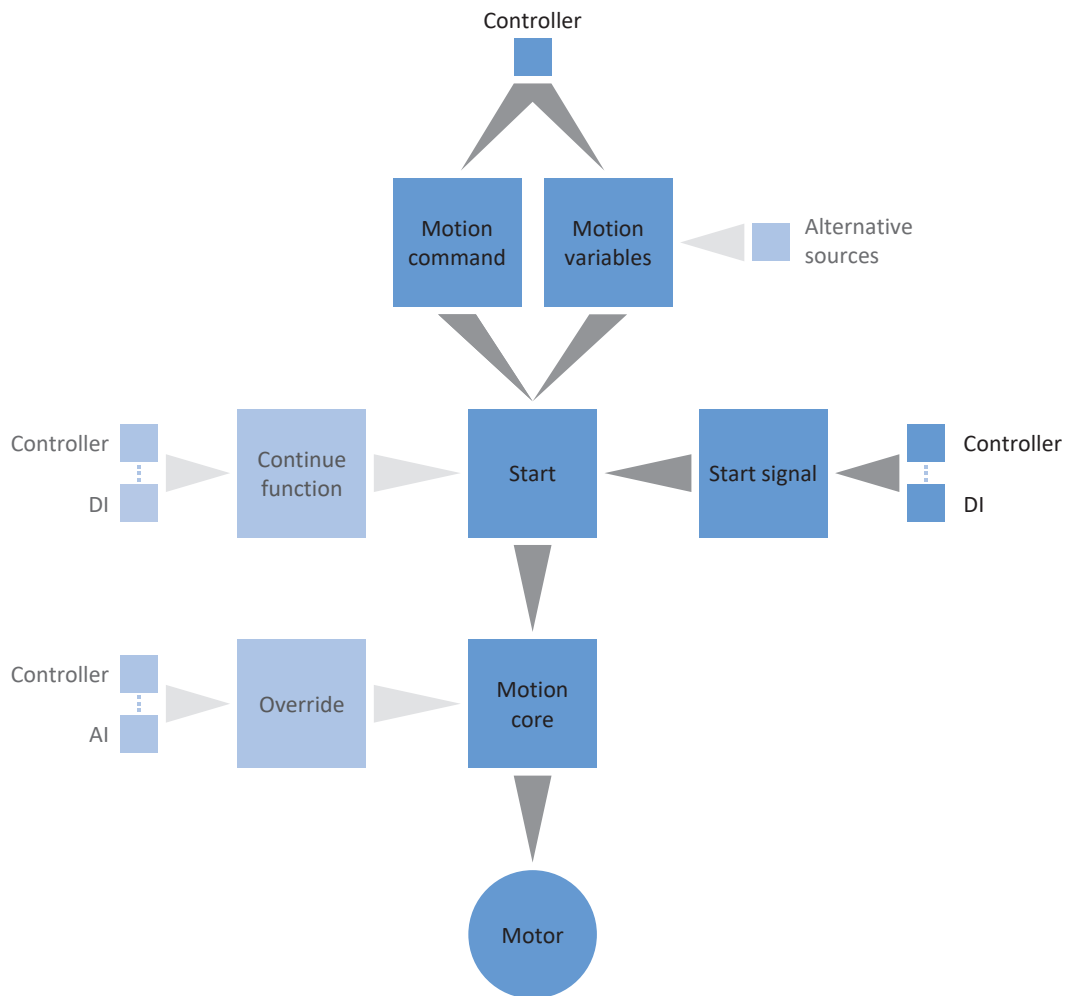 Controller
Motion
command
Motion
variables
Alternative
sources
Controller
DI
Continue
function
Start
Start signal
Controller
DI
Controller
AI
Override
Motion
core
Motor